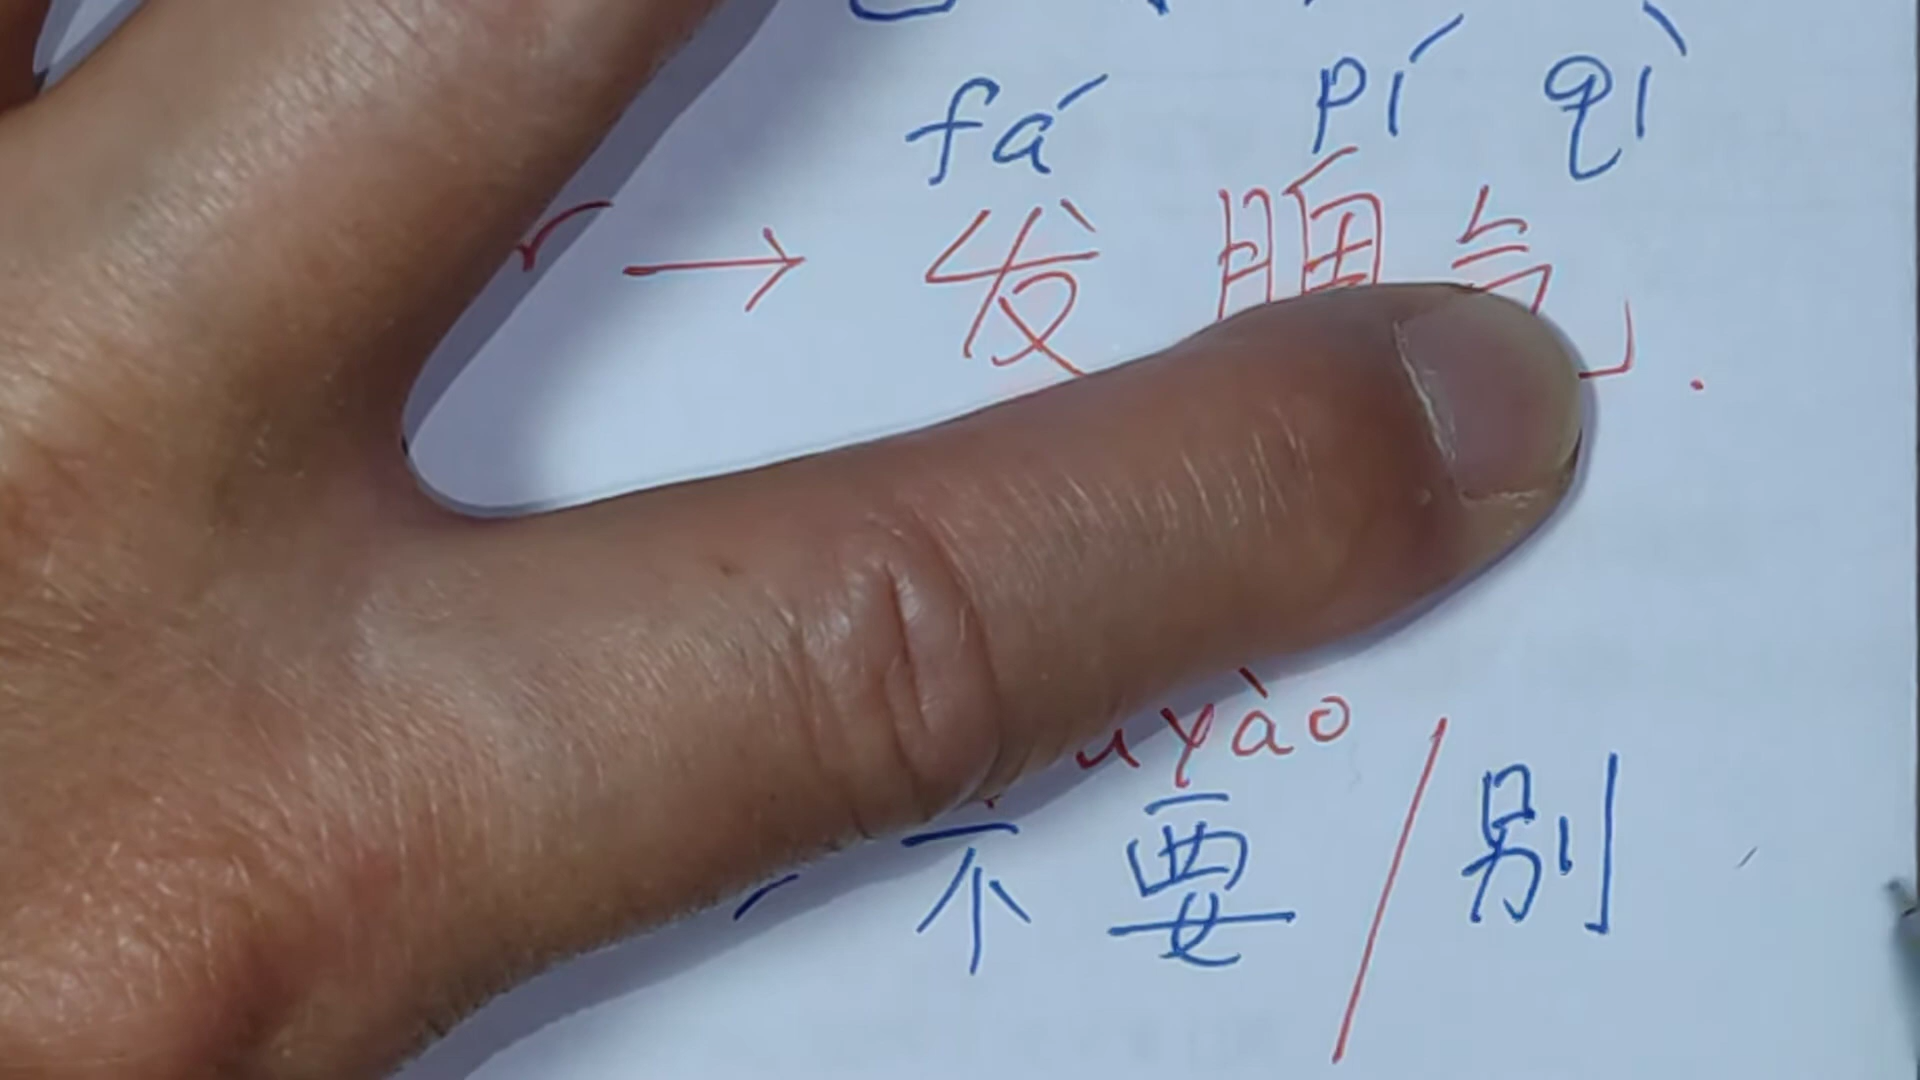 fá pí qì
→ 发脾气.
yào
不要/别